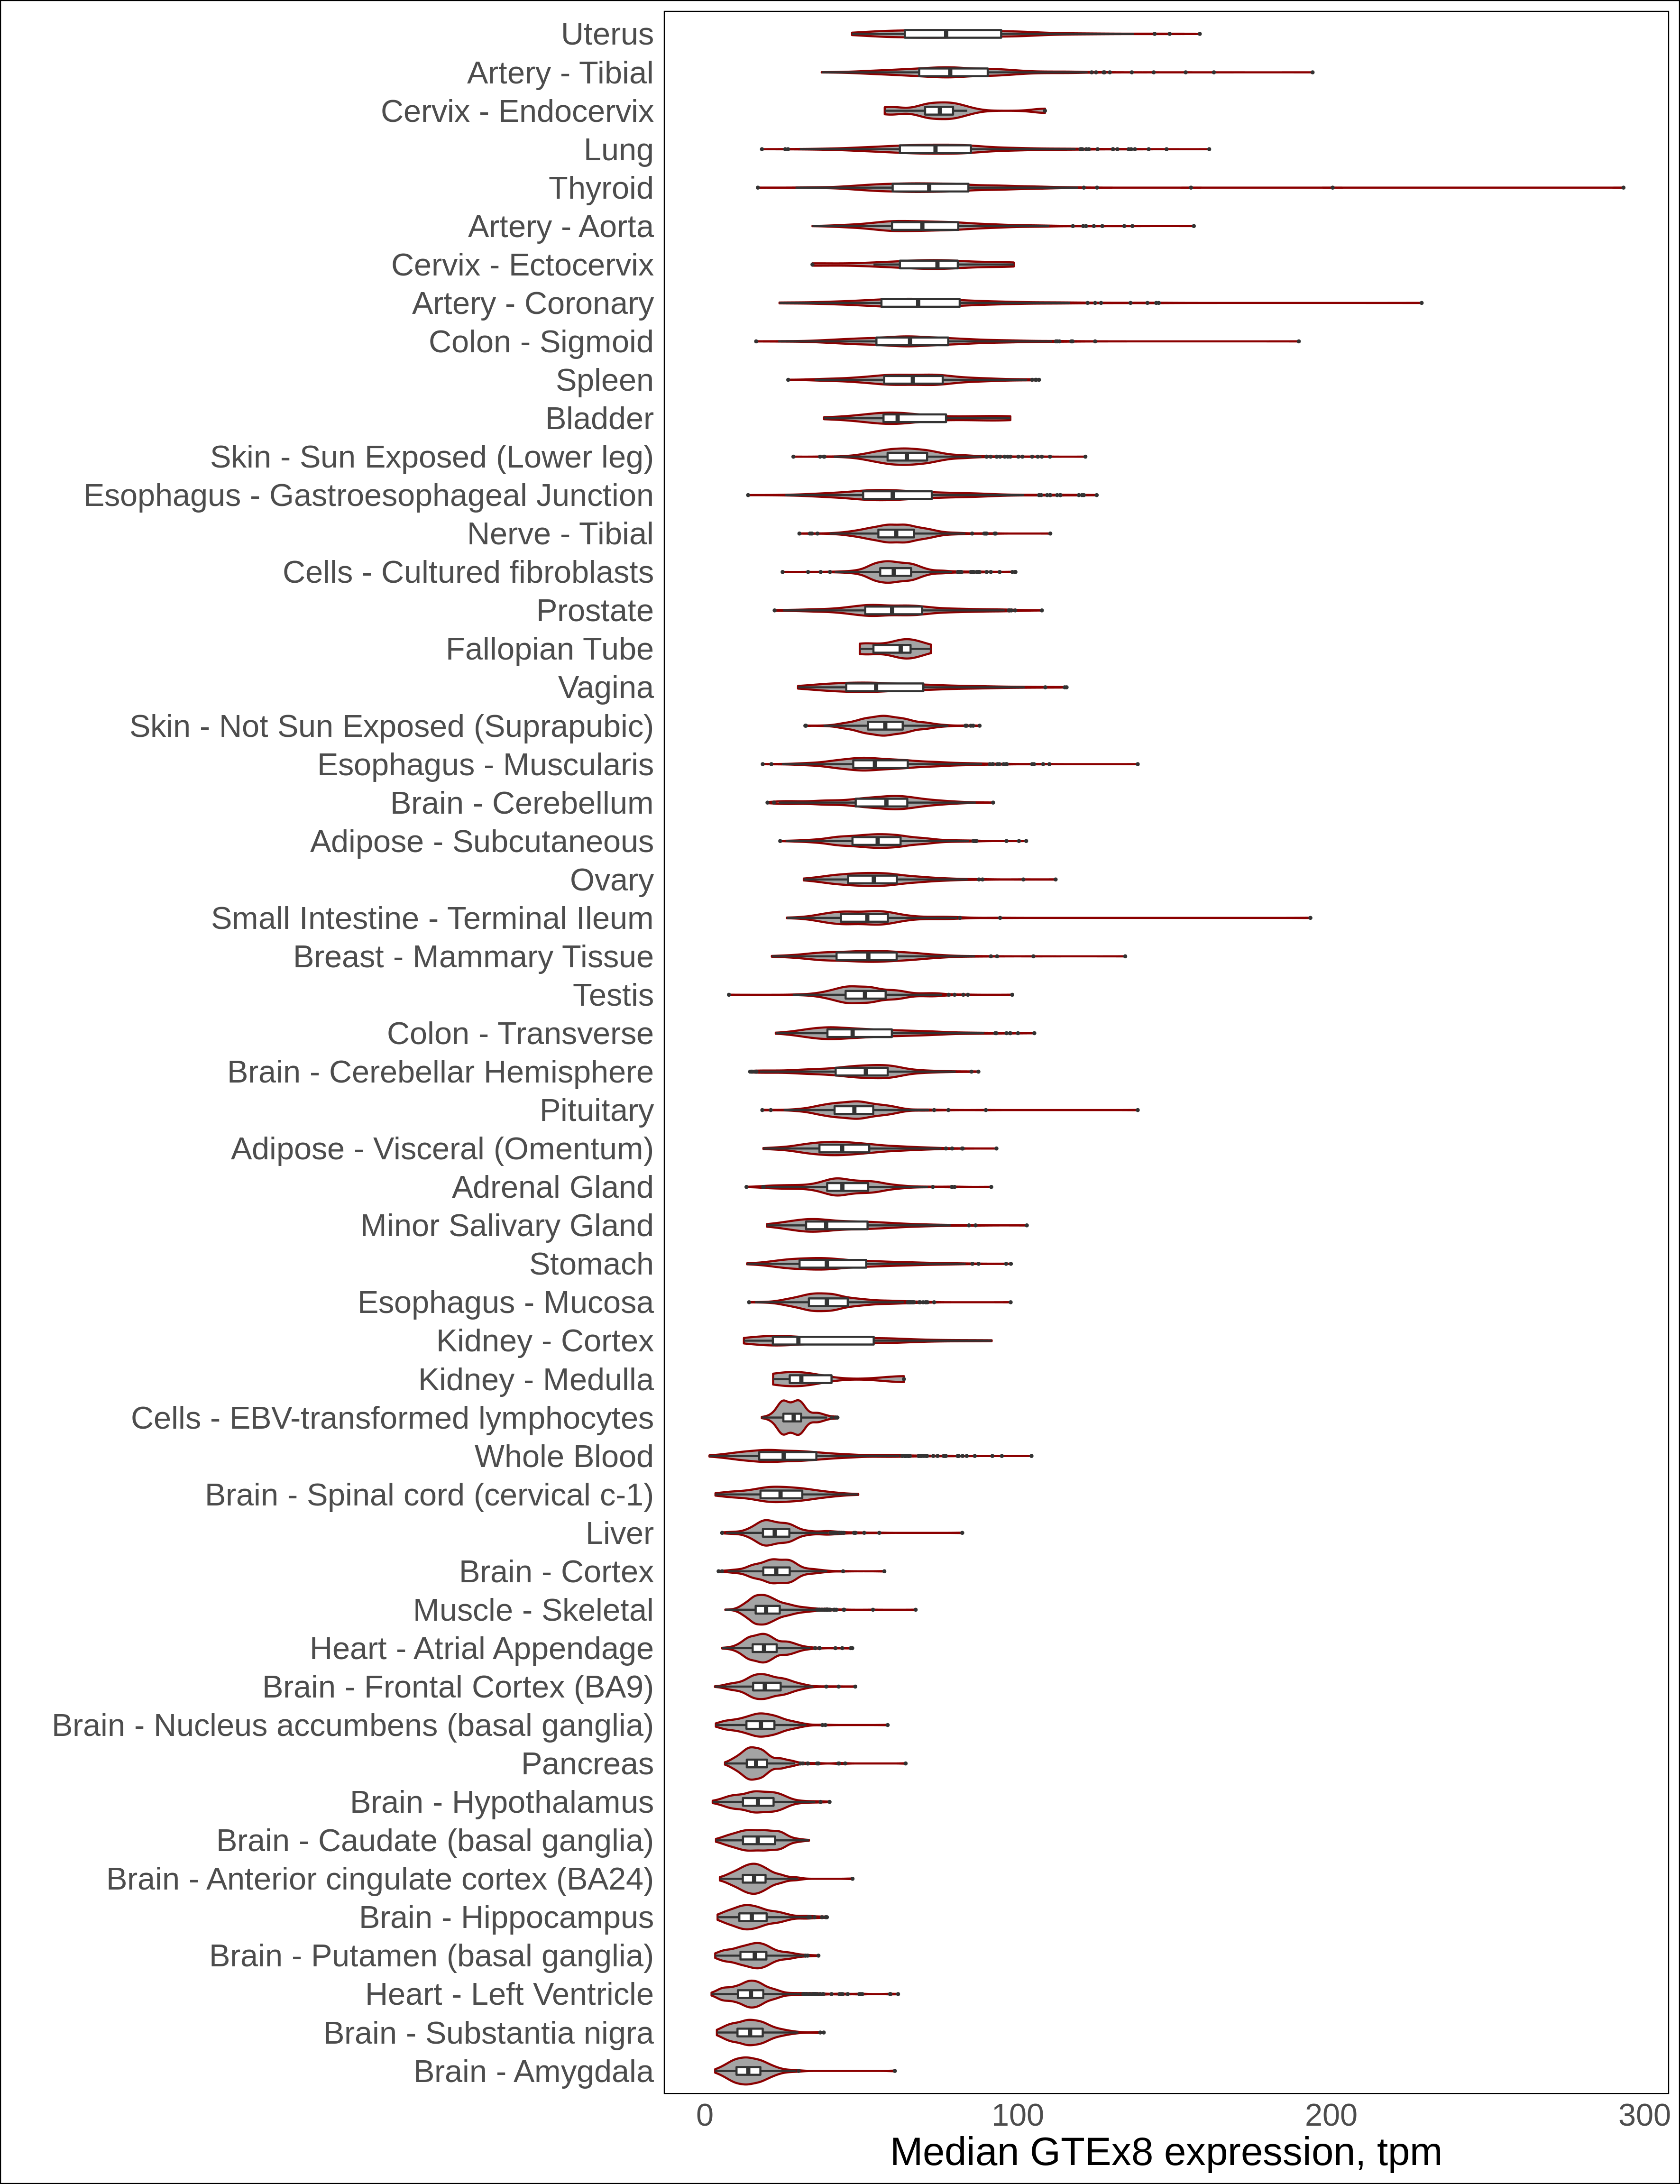 Uterus
Artery - Tibial
Cervix - Endocervix
Lung
Thyroid
Artery - Aorta
Cervix - Ectocervix
Artery - Coronary
Colon - Sigmoid
Spleen
Bladder
Skin - Sun Exposed (Lower leg)
Esophagus - Gastroesophageal Junction
Nerve - Tibial
Cells - Cultured fibroblasts
Prostate
Fallopian Tube
Vagina
Skin - Not Sun Exposed (Suprapubic)
Esophagus - Muscularis
Brain - Cerebellum
Adipose - Subcutaneous
Ovary
Small Intestine - Terminal Ileum
Breast - Mammary Tissue
Testis
Colon - Transverse
Brain - Cerebellar Hemisphere
Pituitary
Adipose - Visceral (Omentum)
Adrenal Gland
Minor Salivary Gland
Stomach
Esophagus - Mucosa
Kidney - Cortex
Kidney - Medulla
Cells - EBV-transformed lymphocytes
Whole Blood
Brain - Spinal cord (cervical c-1)
Liver
Brain - Cortex
Muscle - Skeletal
Heart - Atrial Appendage
Brain - Frontal Cortex (BA9)
Brain - Nucleus accumbens (basal ganglia)
Pancreas
Brain - Hypothalamus
Brain - Caudate (basal ganglia)
Brain - Anterior cingulate cortex (BA24)
Brain - Hippocampus
Brain - Putamen (basal ganglia)
Heart - Left Ventricle
Brain - Substantia nigra
Brain - Amygdala
0 100 200 300
Median GTEx8 expression, tpm